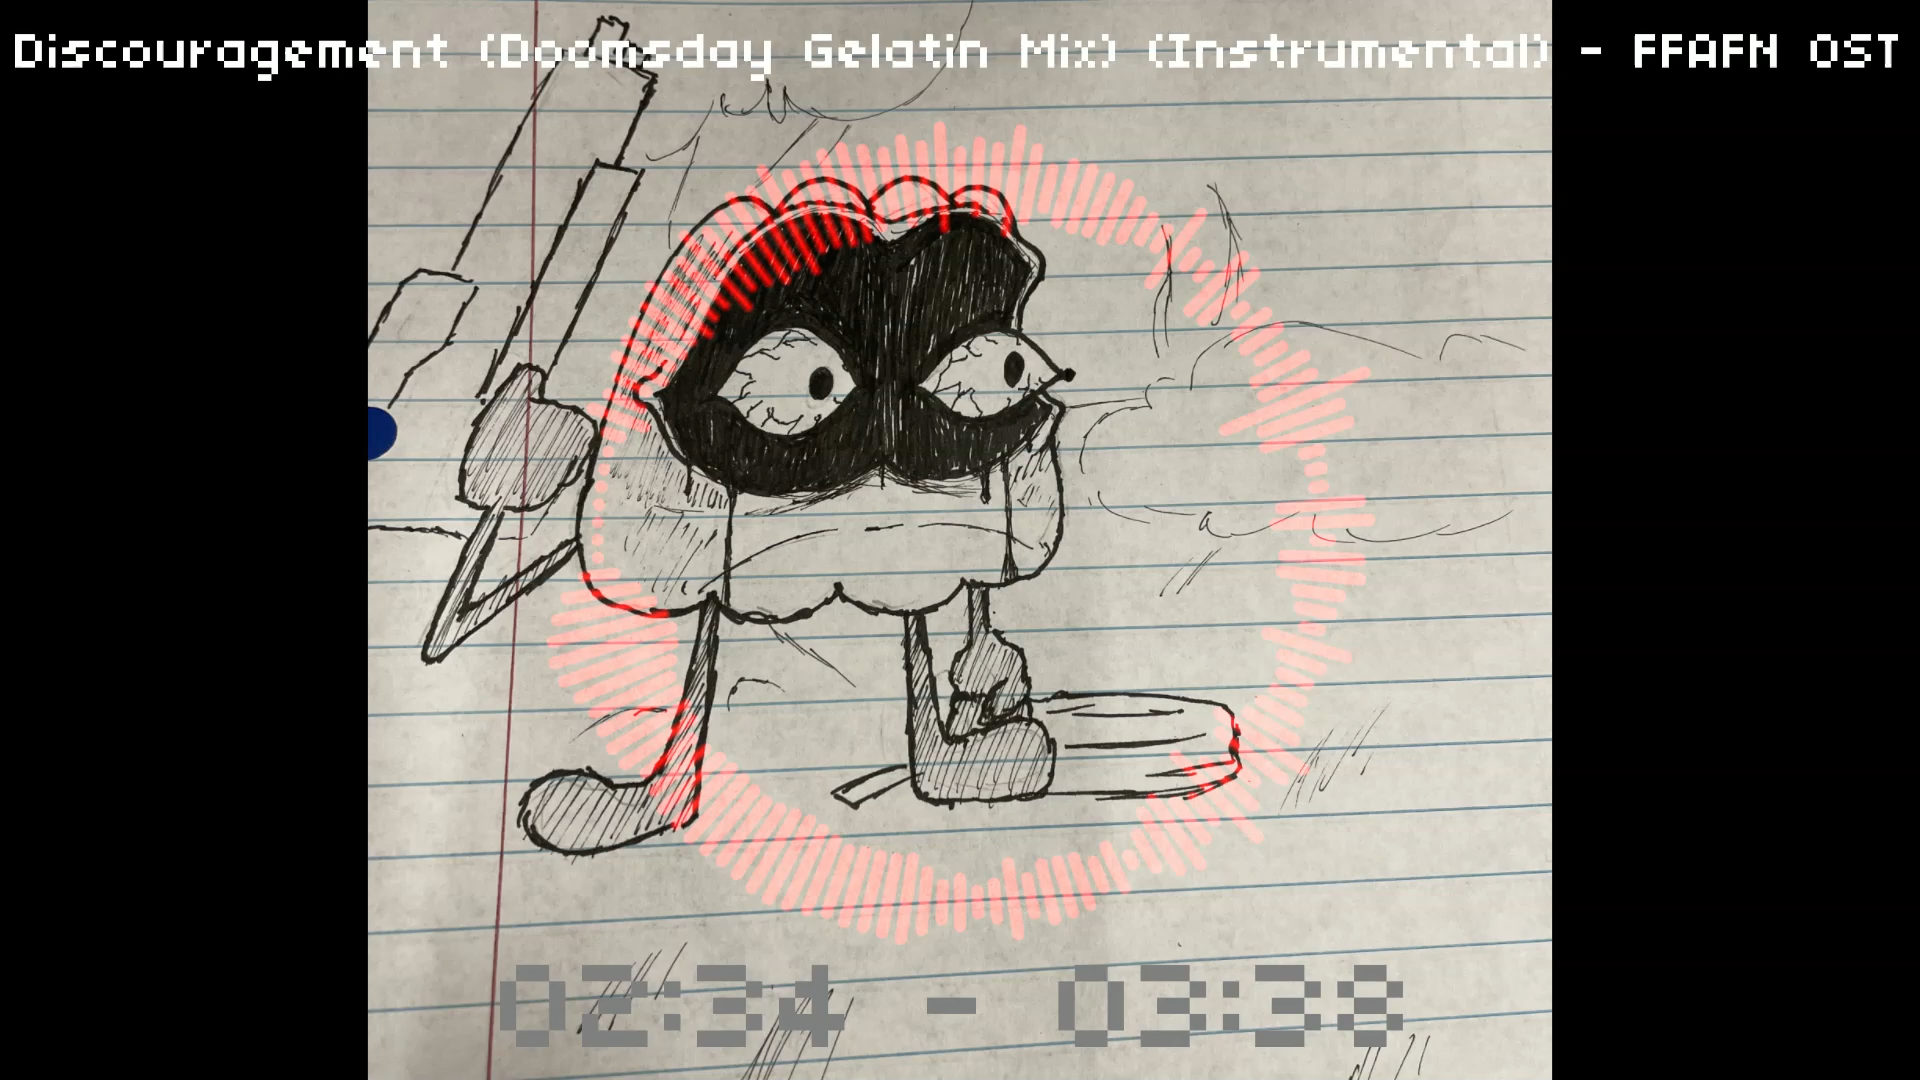 Discouragement (Doomsday Gelatin Mix) (Instrumental) - FFAFN OST
02:34 - 03:38